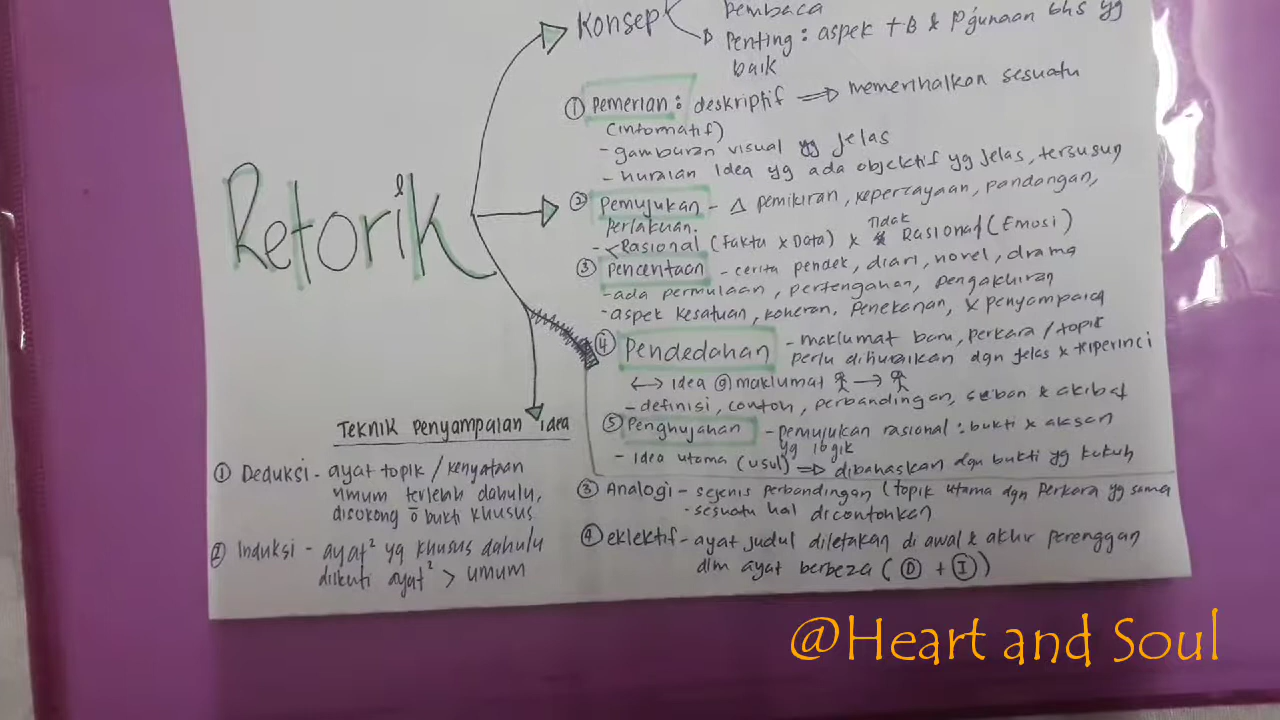 Retorik
Konsept
pembaca
Penting : aspek tB & p'gunaan bhs yg
baik
① Pemerian : deskriptif ⇒ memerihalkan sesuatu
(informatif)
- gambaran visual yg jelas
- huraian idea yg ada objektif yg jelas, tersusun
② Pemujukan - Δ pemikiran, kepercayaan, pandangan,
perlakuan.
- < Rasional (Fakta & Data) & Tidak Rasional (Emosi)
③ Penceritaan - cerita pendek, diari, novel, drama
- ada permulaan, pertengahan, pengakhiran
- aspek kesatuan, koheran, penekanan, & penyampaian
④ Pendedahan - maklumat baru, perkara / topik
perlu dihuraikan dgn jelas & terperinci
↔ idea @ maklumat → 
- definisi, contoh, perbandingan, sebab & akibat
⑤ Penghujahan - pemujukan rasional : bukti & alasan
yg logik
- idea utama (usul) ⇒ dibahaskan dgn bukti yg kukuh
Teknik Penyampaian Idea
① Deduksi - ayat topik / kenyataan
umum terlebih dahulu,
disokong o bukti khusus
② Induksi - ayat² yg khusus dahulu
diikuti ayat² > umum
③ Analogi - sejenis perbandingan (topik utama dgn perkara yg sama
- sesuatu hal dicontohkan
④ eklektif - ayat judul diletakan di awal & akhir perenggan
dlm ayat berbeza (Ⓓ + Ⓘ)
@Heart and Soul